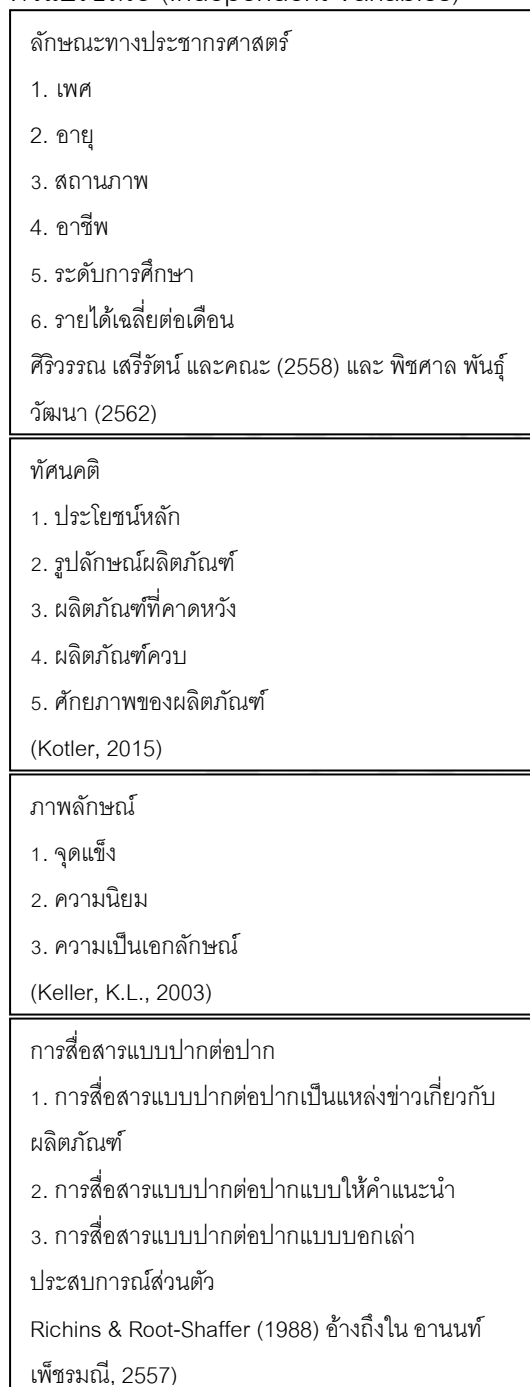 (Independent Variables)
ลักษณะทางประชากรศาสตร์
1. เพศ
2. อายุ
3. สถานภาพ
4. อาชีพ
5. ระดับการศึกษา
6. รายได้เฉลี่ยต่อเดือน
ศิริวรรณ เสรีรัตน์ และคณะ (2558) และ พิชศาล พันธุ์
วัฒนา (2562)
ทัศนคติ
1. ประโยชน์หลัก
2. รูปลักษณ์ผลิตภัณฑ์
3. ผลิตภัณฑ์ที่คาดหวัง
4. ผลิตภัณฑ์ควบ
5. ศักยภาพของผลิตภัณฑ์
(Kotler, 2015)
ภาพลักษณ์
1. จุดแข็ง
2. ความนิยม
3. ความเป็นเอกลักษณ์
(Keller, K.L., 2003)
การสื่อสารแบบปากต่อปาก
1. การสื่อสารแบบปากต่อปากเป็นแหล่งข่าวเกี่ยวกับ
ผลิตภัณฑ์
2. การสื่อสารแบบปากต่อปากแบบให้คำแนะนำ
3. การสื่อสารแบบปากต่อปากแบบบอกเล่า
ประสบการณ์ส่วนตัว
Richins & Root-Shaffer (1988) อ้างถึงใน อานนท์
เพ็ชรมณี, 2557)